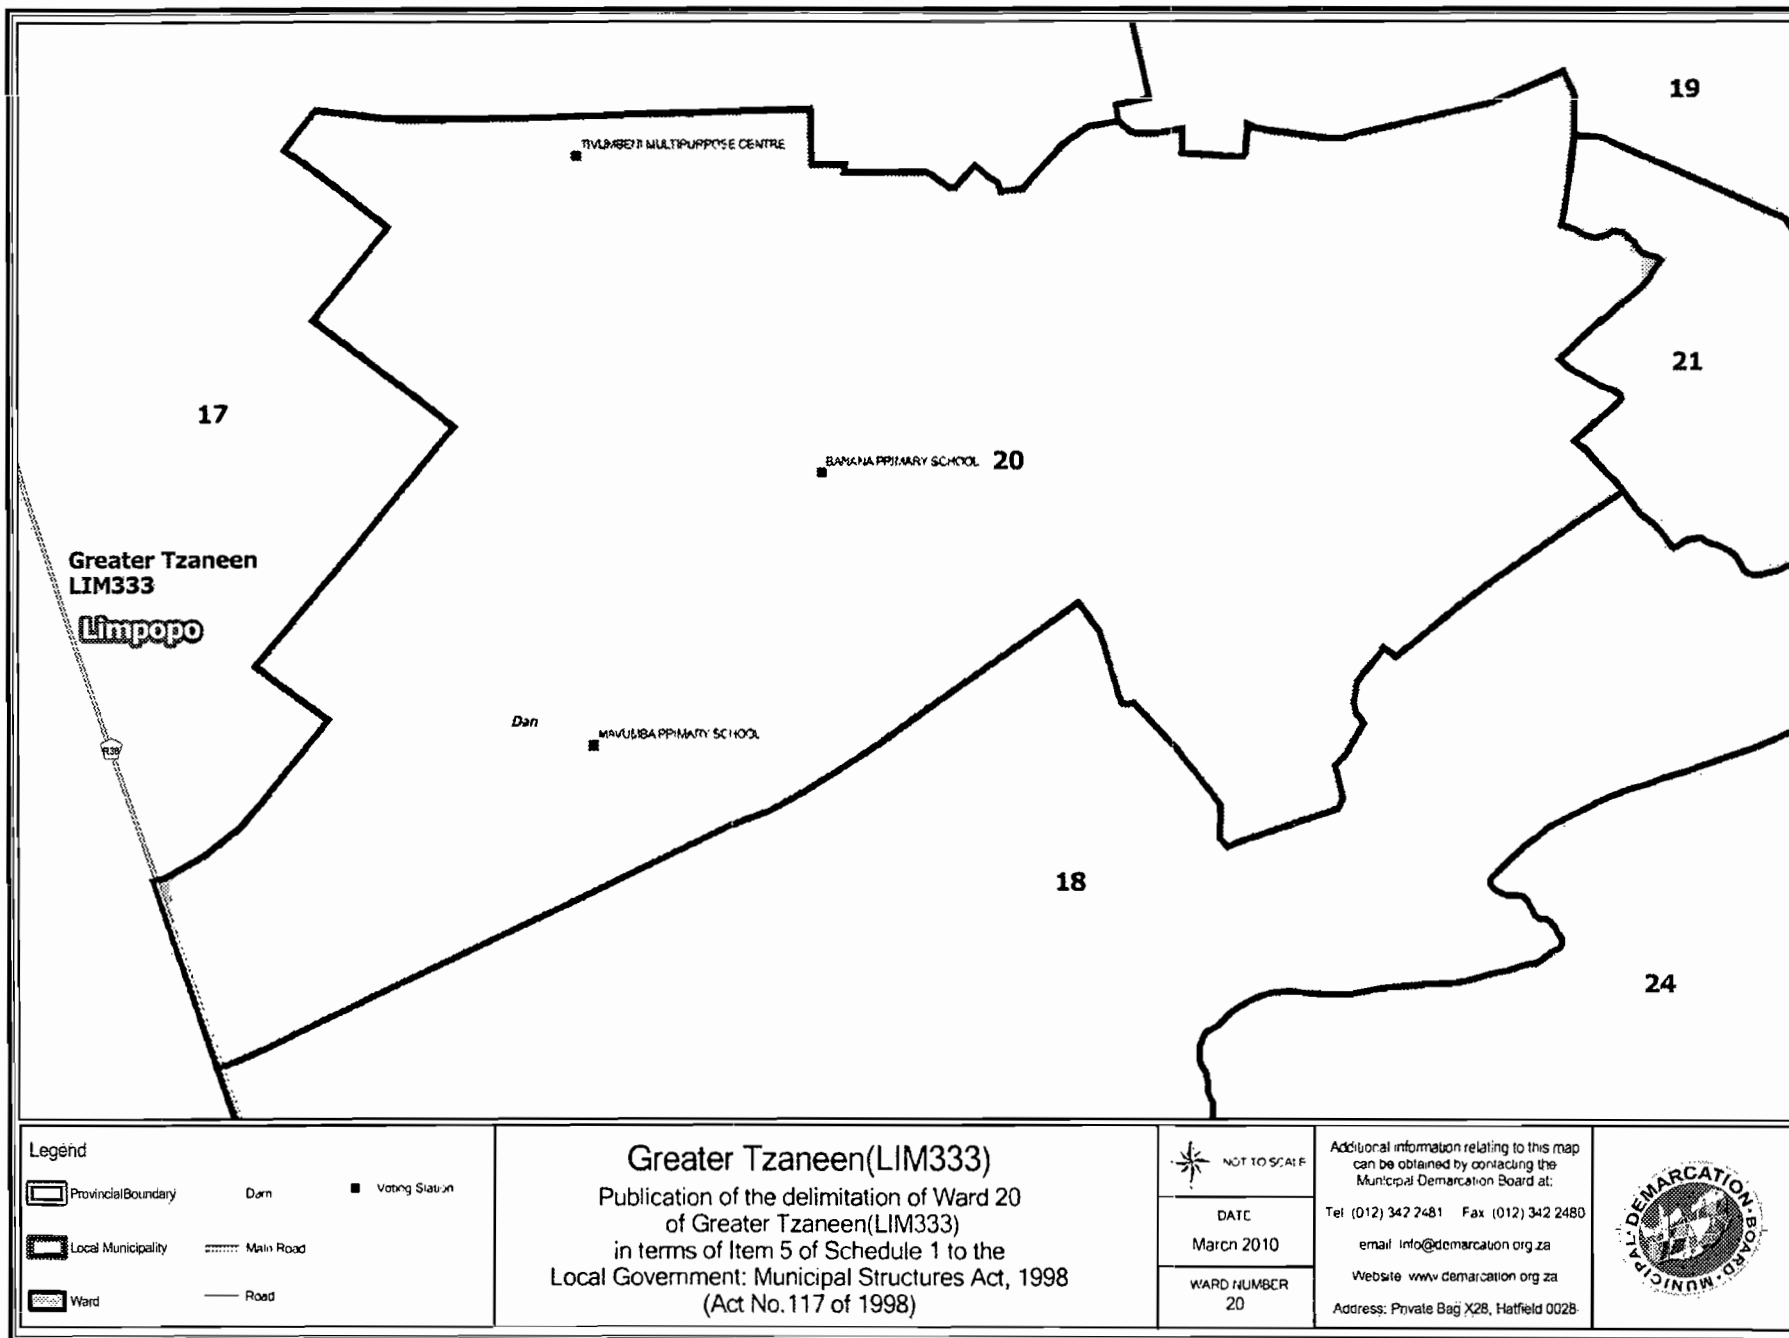 19
TIVUMBENI MULTIPURPOSE CENTRE
21
17
BANANA PRIMARY SCHOOL
20
Greater Tzaneen
LIM333
Limpopo
Dan
MAVUMBA PRIMARY SCHOOL
R36
18
24
Legend
Provincial Boundary
Dam
Voting Station
Local Municipality
Main Road
Ward
Road
Greater Tzaneen(LIM333)
Publication of the delimitation of Ward 20
of Greater Tzaneen(LIM333)
in terms of Item 5 of Schedule 1 to the
Local Government: Municipal Structures Act, 1998
(Act No.117 of 1998)
NOT TO SCALE
DATE
March 2010
WARD NUMBER
20
Additional information relating to this map
can be obtained by contacting the
Municipal Demarcation Board at:
Tel (012) 342 2481 Fax (012) 342 2480
email info@demarcation.org.za
Website www.demarcation.org.za
Address: Private Bag X28, Hatfield 0028
MUNICIPAL DEMARCATION BOARD